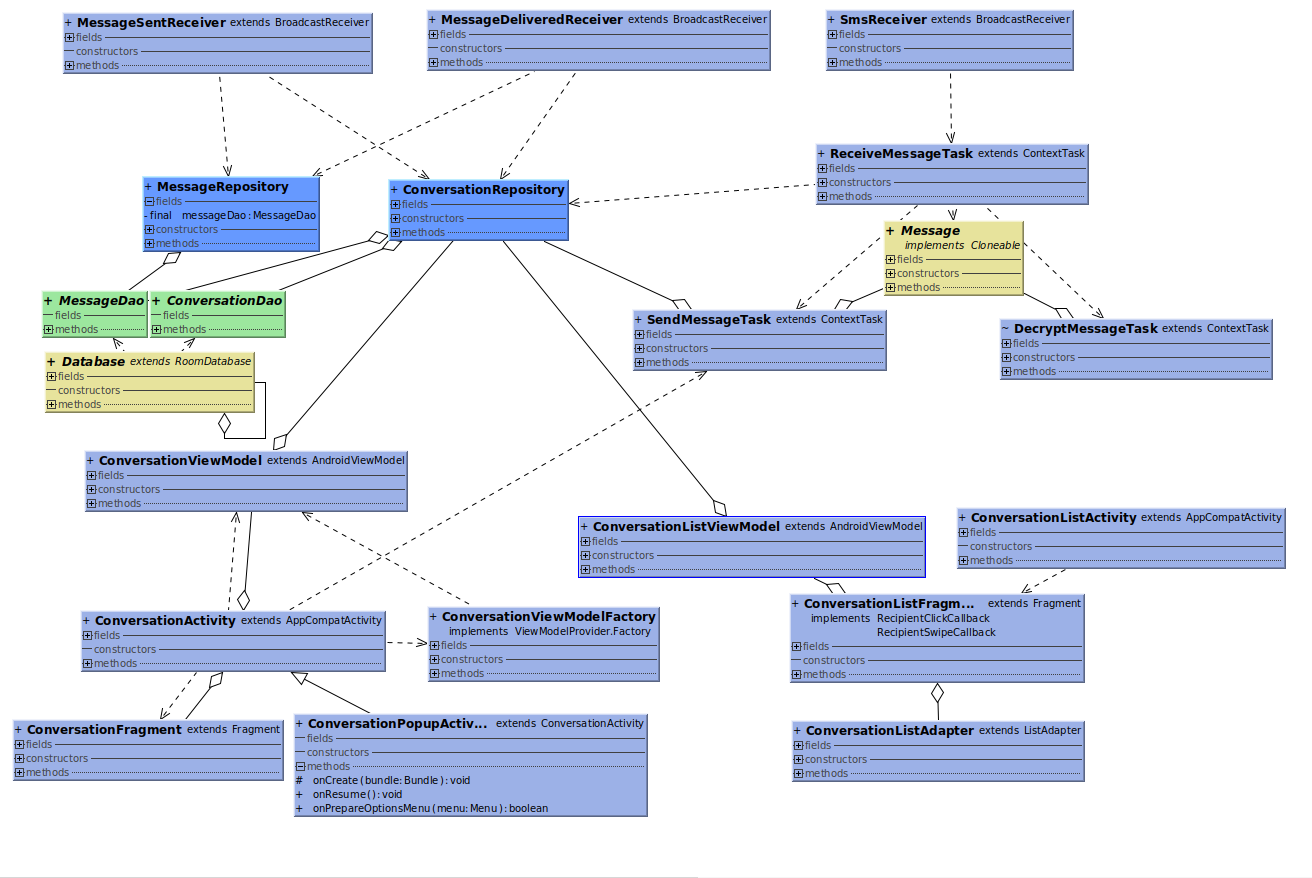 + MessageSentReceiver extends BroadcastReceiver
fields
constructors
methods
+ MessageDeliveredReceiver extends BroadcastReceiver
fields
constructors
methods
+ SmsReceiver extends BroadcastReceiver
fields
constructors
methods
+ ReceiveMessageTask extends ContextTask
fields
constructors
methods
+ MessageRepository
fields
- final messageDao:MessageDao
constructors
methods
+ ConversationRepository
fields
constructors
methods
+ Message
implements Cloneable
fields
constructors
methods
+ MessageDao
fields
methods
+ ConversationDao
fields
methods
+ SendMessageTask extends ContextTask
fields
constructors
methods
~ DecryptMessageTask extends ContextTask
fields
constructors
methods
+ Database extends RoomDatabase
fields
constructors
methods
+ ConversationViewModel extends AndroidViewModel
fields
constructors
methods
+ ConversationListViewModel extends AndroidViewModel
fields
constructors
methods
+ ConversationListActivity extends AppCompatActivity
fields
constructors
methods
+ ConversationActivity extends AppCompatActivity
fields
constructors
methods
+ ConversationViewModelFactory
implements ViewModelProvider.Factory
fields
constructors
methods
+ ConversationListFragm... extends Fragment
implements RecipientClickCallback
RecipientSwipeCallback
fields
constructors
methods
+ ConversationFragment extends Fragment
fields
constructors
methods
+ ConversationPopupActiv... extends ConversationActivity
fields
constructors
methods
# onCreate(bundle:Bundle):void
+ onResume():void
+ onPrepareOptionsMenu(menu:Menu):boolean
+ ConversationListAdapter extends ListAdapter
fields
constructors
methods